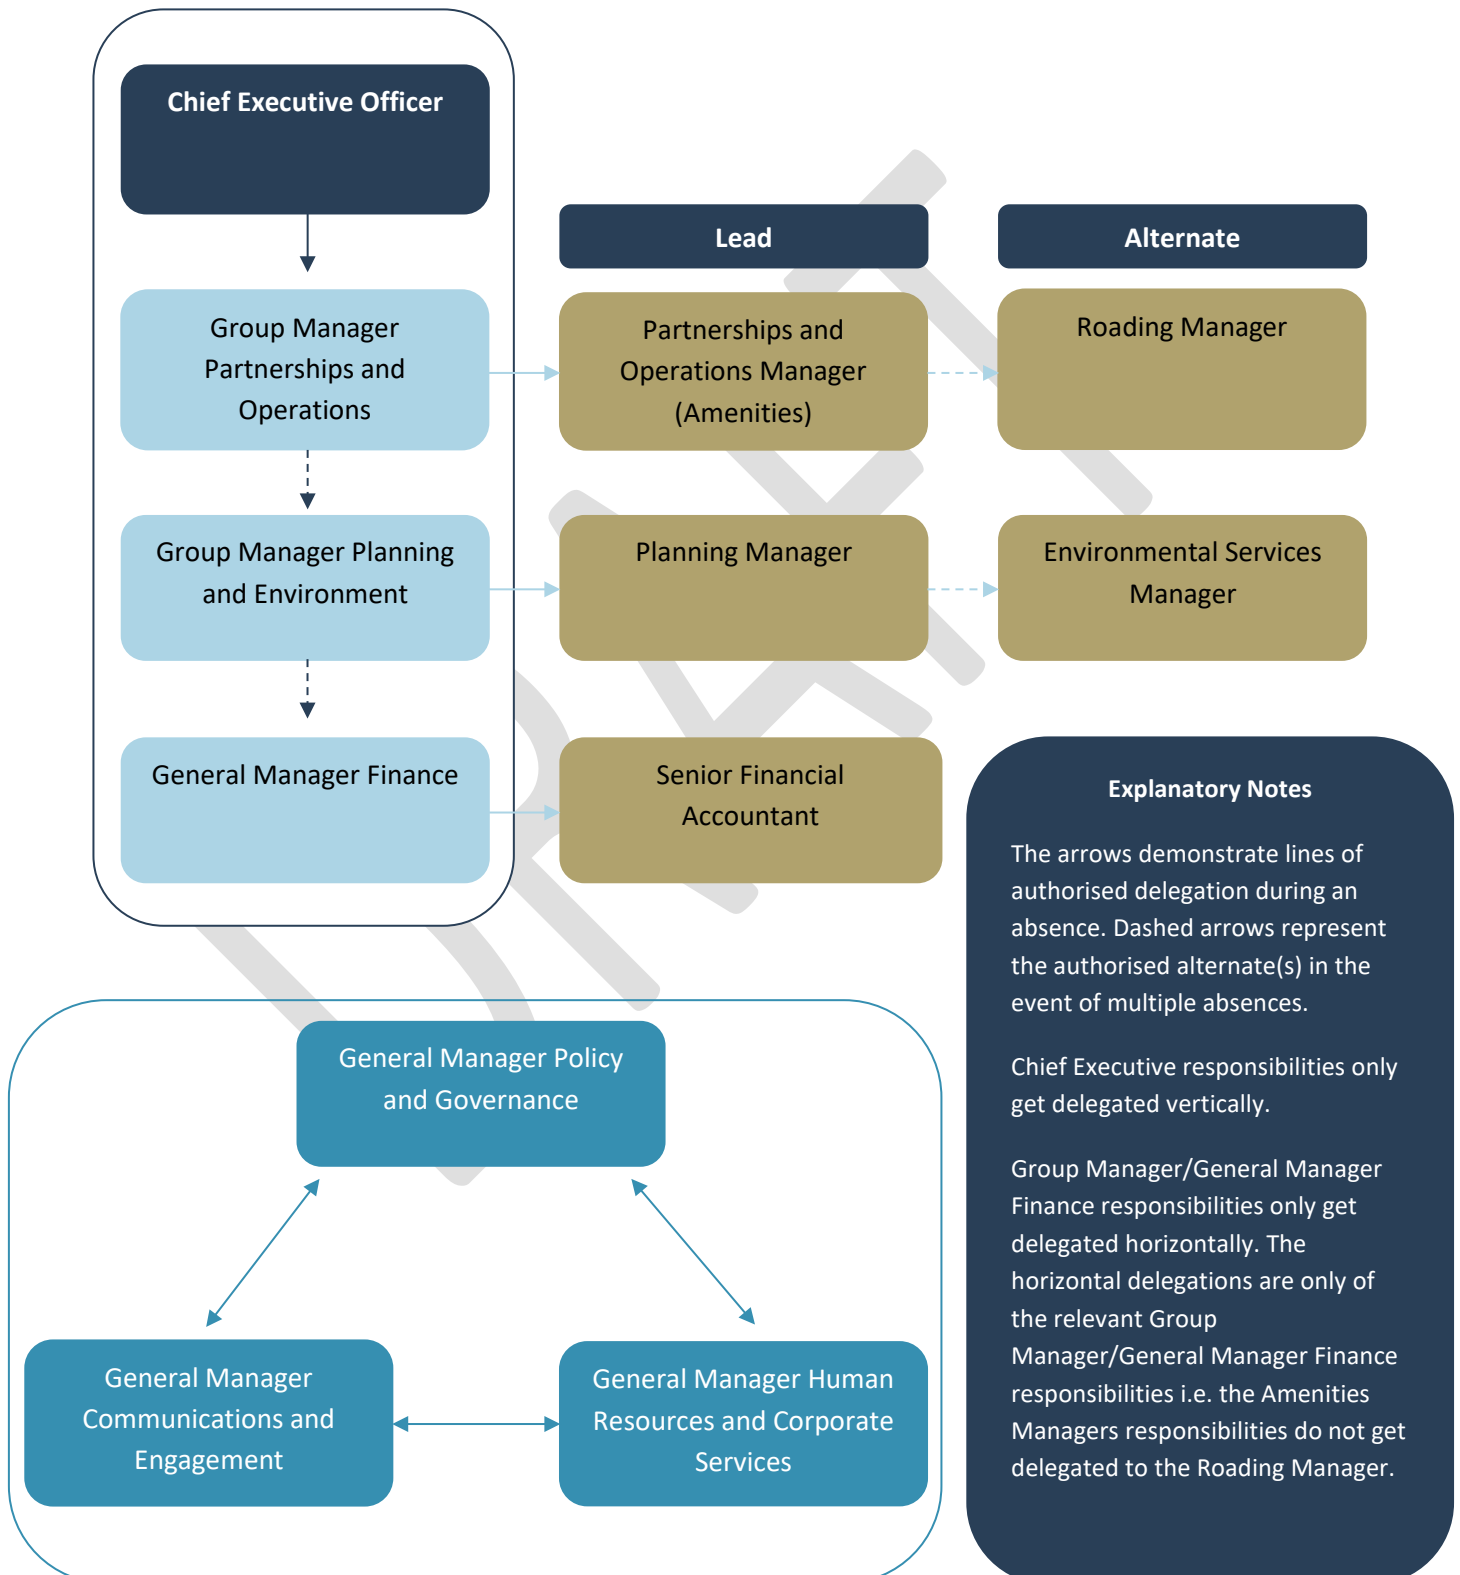 Chief Executive Officer
Lead
Alternate
Group Manager
Partnerships and
Operations
Partnerships and
Operations Manager
(Amenities)
Roading Manager
Group Manager Planning
and Environment
Planning Manager
Environmental Services
Manager
General Manager Finance
Senior Financial
Accountant
Explanatory Notes
The arrows demonstrate lines of
authorised delegation during an
absence. Dashed arrows represent
the authorised alternate(s) in the
event of multiple absences.
Chief Executive responsibilities only
get delegated vertically.
Group Manager/General Manager
Finance responsibilities only get
delegated horizontally. The
horizontal delegations are only of
the relevant Group
Manager/General Manager Finance
responsibilities i.e. the Amenities
Managers responsibilities do not get
delegated to the Roading Manager.
General Manager Policy
and Governance
General Manager
Communications and
Engagement
General Manager Human
Resources and Corporate
Services
DRAFT